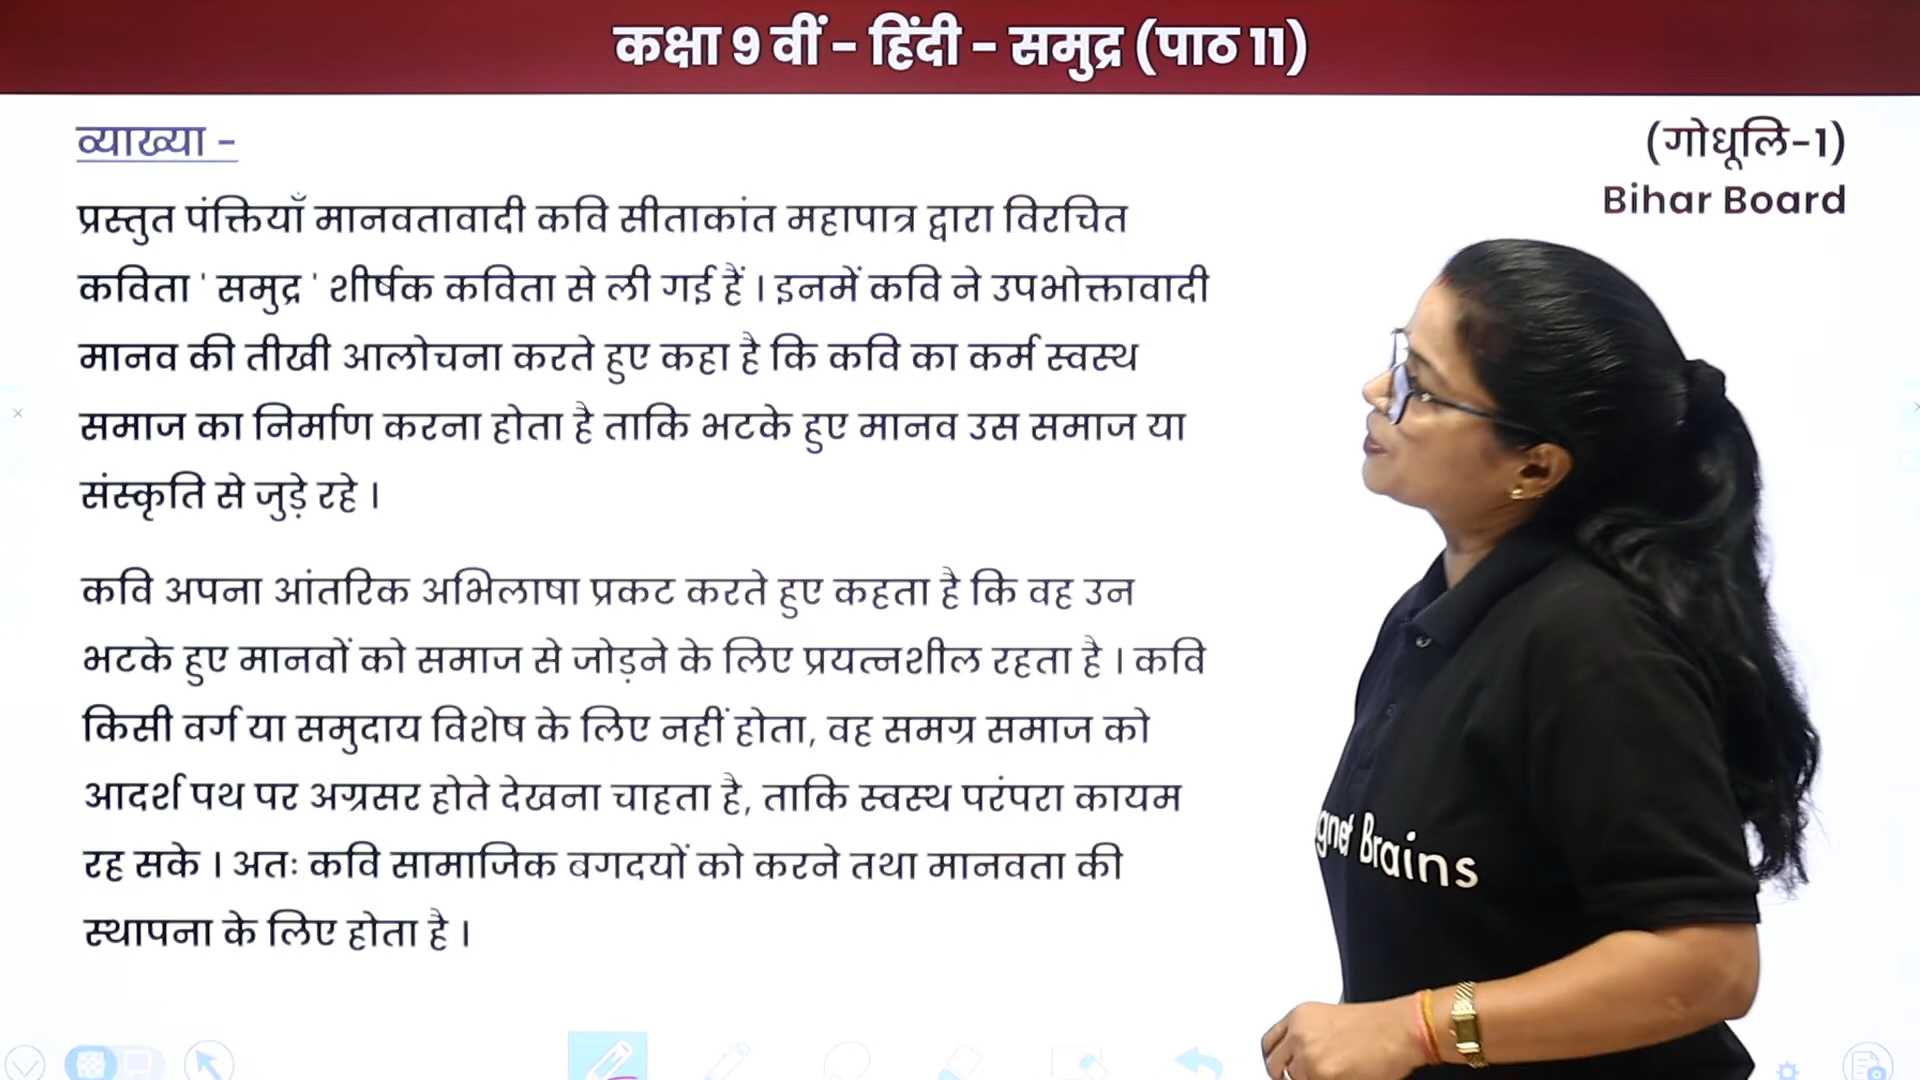 कक्षा 9 वीं - हिंदी - समुद्र (पाठ 11)
व्याख्या -
(गोधूलि-1)
Bihar Board
प्रस्तुत पंक्तियाँ मानवतावादी कवि सीताकांत महापात्र द्वारा विरचित
कविता ' समुद्र ' शीर्षक कविता से ली गई हैं । इनमें कवि ने उपभोक्तावादी
मानव की तीखी आलोचना करते हुए कहा है कि कवि का कर्म स्वस्थ
समाज का निर्माण करना होता है ताकि भटके हुए मानव उस समाज या
संस्कृति से जुड़े रहे ।
कवि अपना आंतरिक अभिलाषा प्रकट करते हुए कहता है कि वह उन
भटके हुए मानवों को समाज से जोड़ने के लिए प्रयत्नशील रहता है । कवि
किसी वर्ग या समुदाय विशेष के लिए नहीं होता, वह समग्र समाज को
आदर्श पथ पर अग्रसर होते देखना चाहता है, ताकि स्वस्थ परंपरा कायम
रह सके । अतः कवि सामाजिक बगदयों को करने तथा मानवता की
स्थापना के लिए होता है ।
gnet Brains